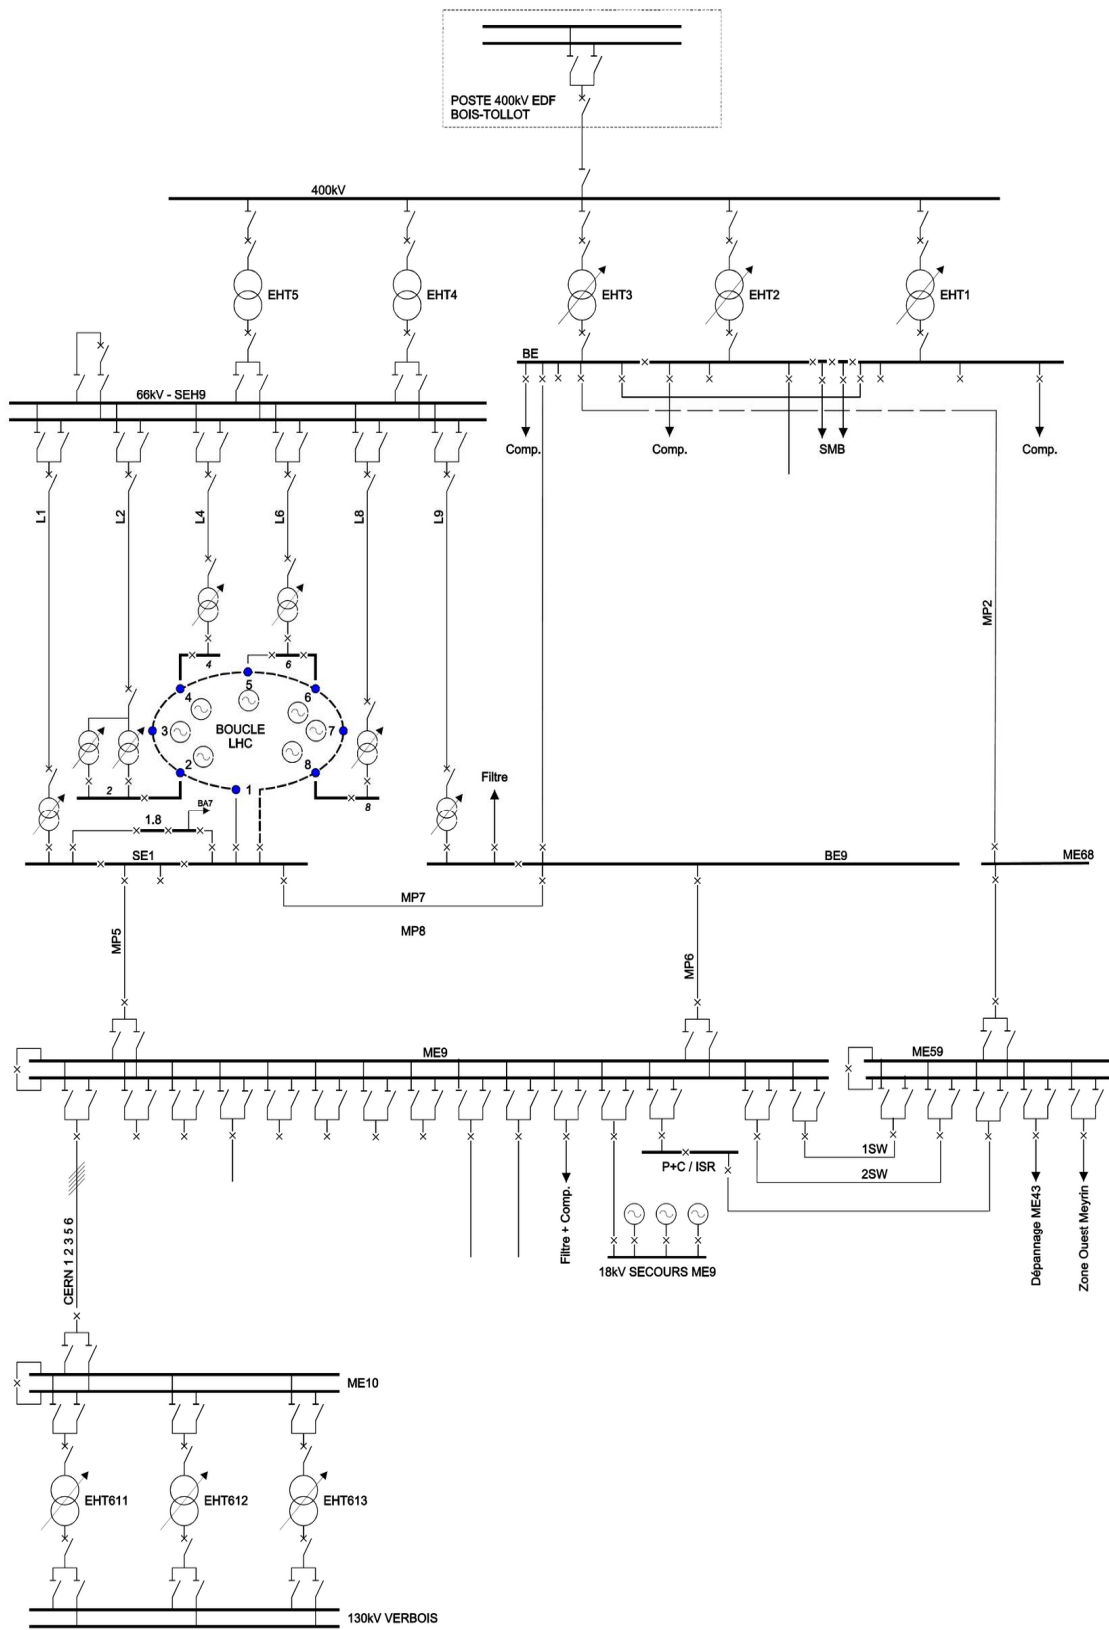 POSTE 400kV EDF
BOIS-TOLLOT
400kV
EHT5
EHT4
EHT3
EHT2
EHT1
BE
66kV - SEH9
Comp.
Comp.
SMB
Comp.
L1
L2
L4
L6
L8
L9
MP2
4
6
5
4
6
3
BOUCLE
LHC
7
2
8
1
2
8
Filtre
BA7
1.8
SE1
BE9
ME68
MP7
MP8
MP5
MP6
ME9
ME59
1SW
P+C / ISR
2SW
Filtre + Comp.
Dépannage ME43
Zone Ouest Meyrin
18kV SECOURS ME9
CERN 1 2 3 5 6
ME10
EHT611
EHT612
EHT613
130kV VERBOIS